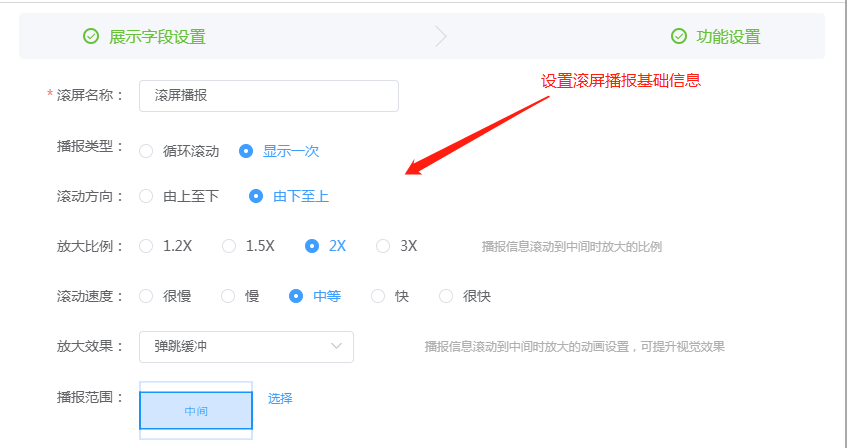 展示字段设置 功能设置
设置滚屏播报基础信息
* 滚屏名称： 滚屏播报
播报类型： 循环滚动 显示一次
滚动方向： 由上至下 由下至上
放大比例： 1.2X 1.5X 2X 3X 播报信息滚动到中间时放大的比例
滚动速度： 很慢 慢 中等 快 很快
放大效果： 弹跳缓冲 播报信息滚动到中间时放大的动画设置，可提升视觉效果
播报范围： 中间 选择